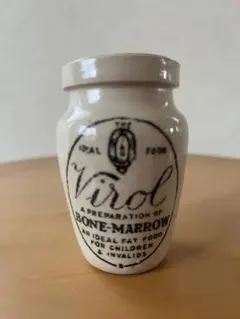 THE
IDEAL FOOD
Virol
A PREPARATION OF
BONE-MARROW
AN IDEAL FAT FOOD
FOR CHILDREN
& INVALIDS